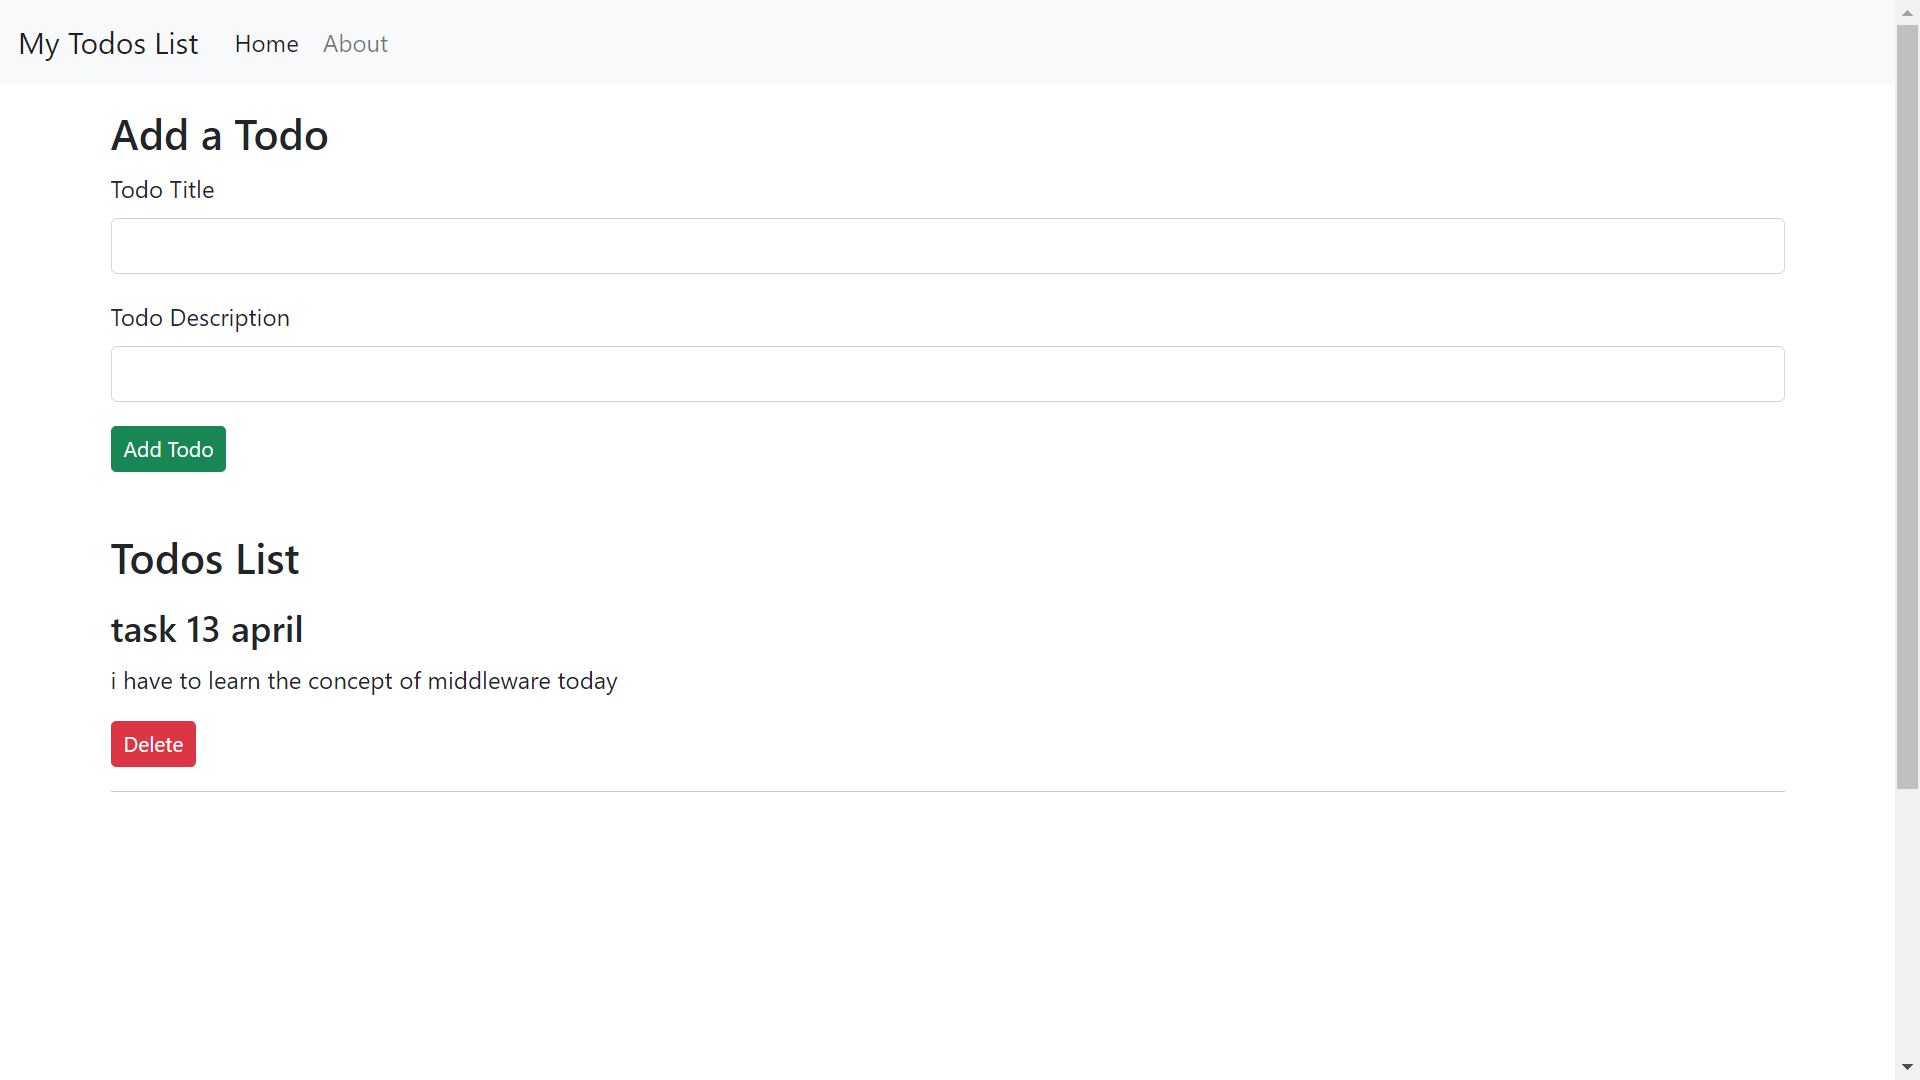 My Todos List Home About
Add a Todo
Todo Title
Todo Description
Add Todo
Todos List
task 13 april
i have to learn the concept of middleware today
Delete